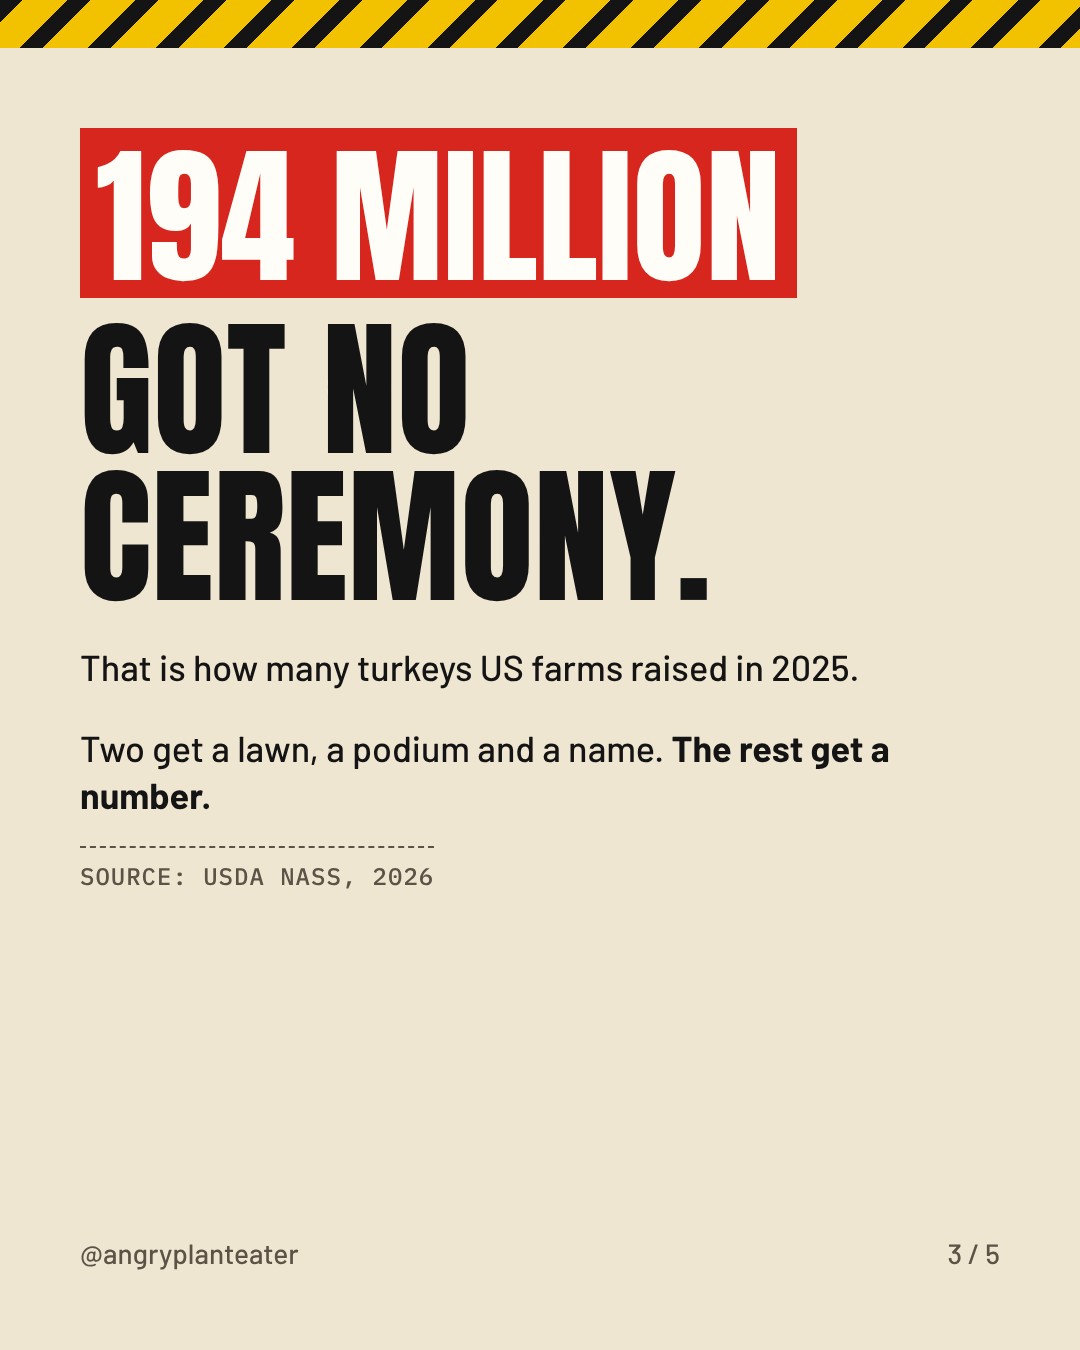 194 MILLION
GOT NO
CEREMONY.
That is how many turkeys US farms raised in 2025.
Two get a lawn, a podium and a name. The rest get a
number.
SOURCE: USDA NASS, 2026
@angryplanteater
3 / 5